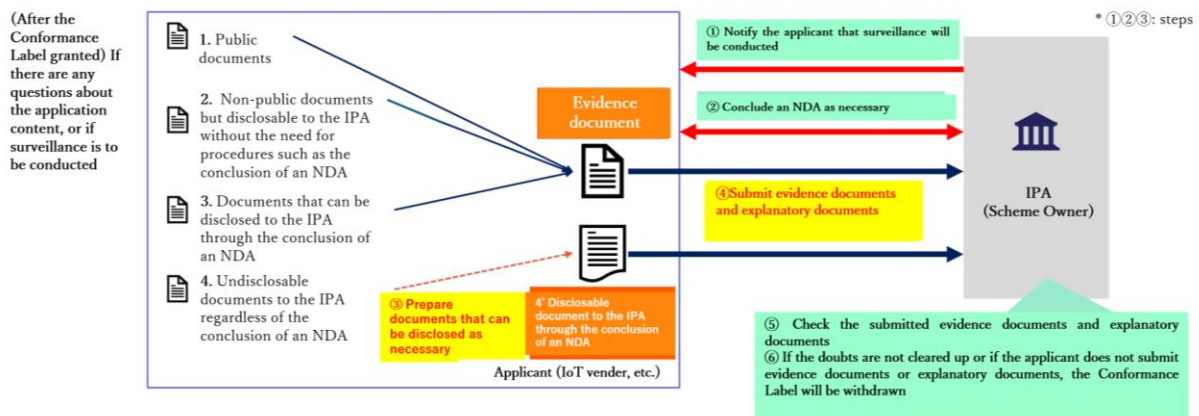 (After the
Conformance
Label granted) If
there are any
questions about
the application
content, or if
surveillance is to
be conducted
1. Public
documents
2. Non-public documents
but disclosable to the IPA
without the need for
procedures such as the
conclusion of an NDA
3. Documents that can be
disclosed to the IPA
through the conclusion of
an NDA
4. Undisclosable
documents to the IPA
regardless of the
conclusion of an NDA
Evidence
document
③ Prepare
documents that can
be disclosed as
necessary
4' Disclosable
document to the IPA
through the conclusion
of an NDA
Applicant (IoT vender, etc.)
* ①②③: steps
① Notify the applicant that surveillance will
be conducted
② Conclude an NDA as necessary
④Submit evidence documents
and explanatory documents
IPA
(Scheme Owner)
⑤ Check the submitted evidence documents and explanatory
documents
⑥ If the doubts are not cleared up or if the applicant does not submit
evidence documents or explanatory documents, the Conformance
Label will be withdrawn